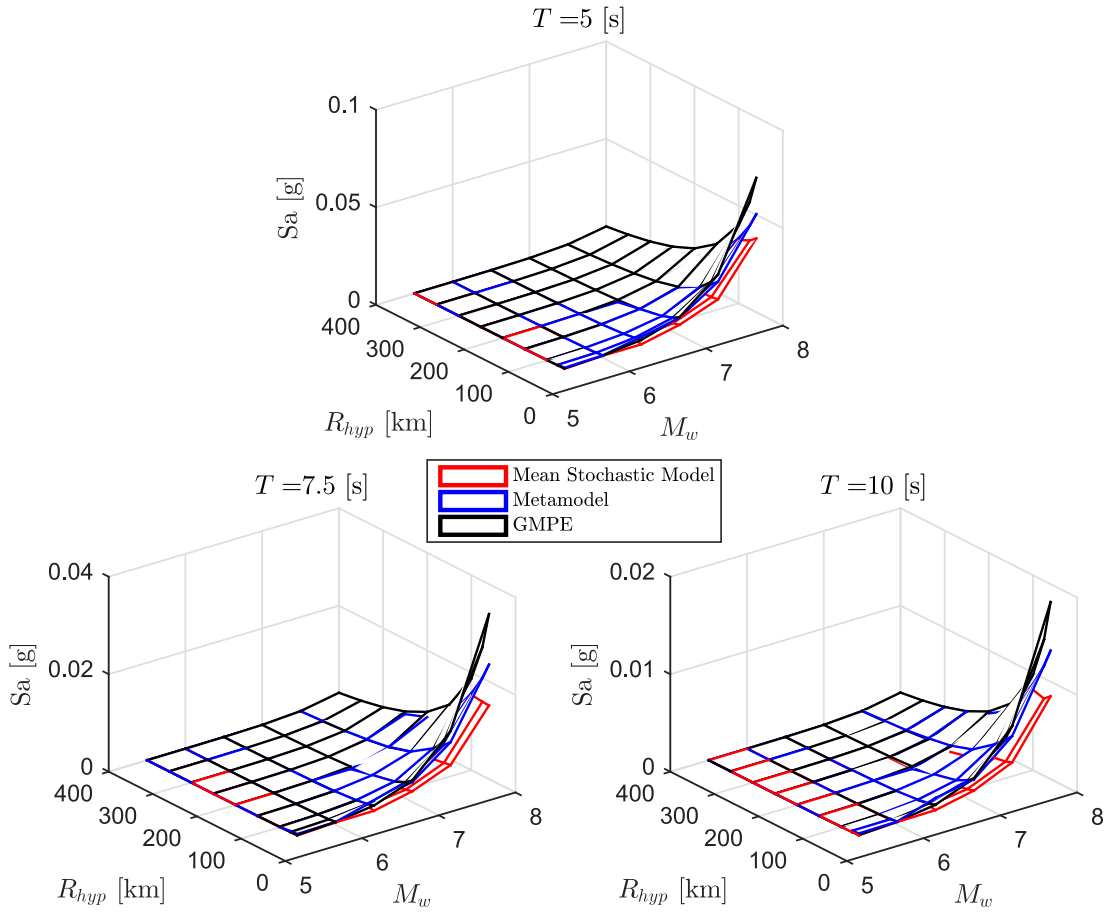 T =5 [s]
0.1
0.05
0
Sa [g]
400
300
200
100
0
R_hyp [km]
5
6
7
8
M_w
Mean Stochastic Model
Metamodel
GMPE
T =7.5 [s]
0.04
0.02
0
Sa [g]
400
300
200
100
0
R_hyp [km]
5
6
7
8
M_w
T =10 [s]
0.02
0.01
0
Sa [g]
400
300
200
100
0
R_hyp [km]
5
6
7
8
M_w